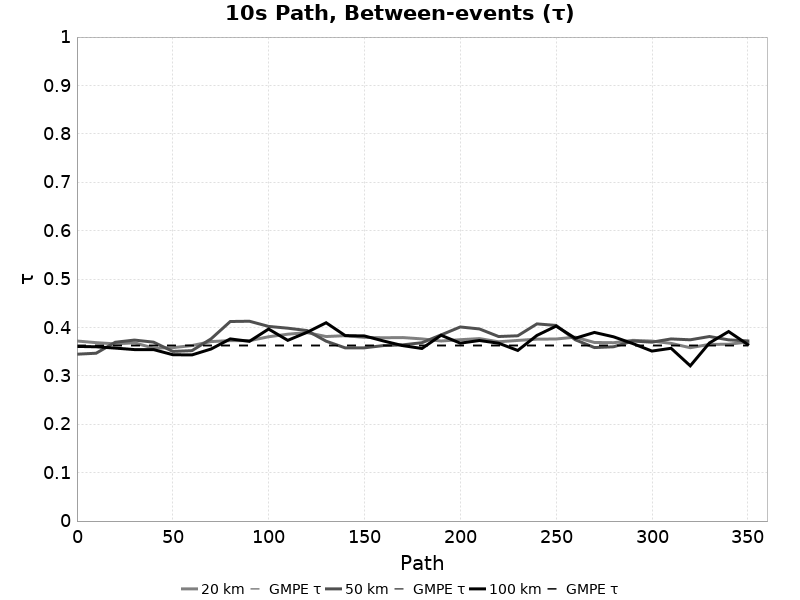 10s Path, Between-events (τ)
1
0.9
0.8
0.7
0.6
0.5
0.4
0.3
0.2
0.1
0
τ
0 50 100 150 200 250 300 350
Path
20 km GMPE τ 50 km GMPE τ 100 km GMPE τ